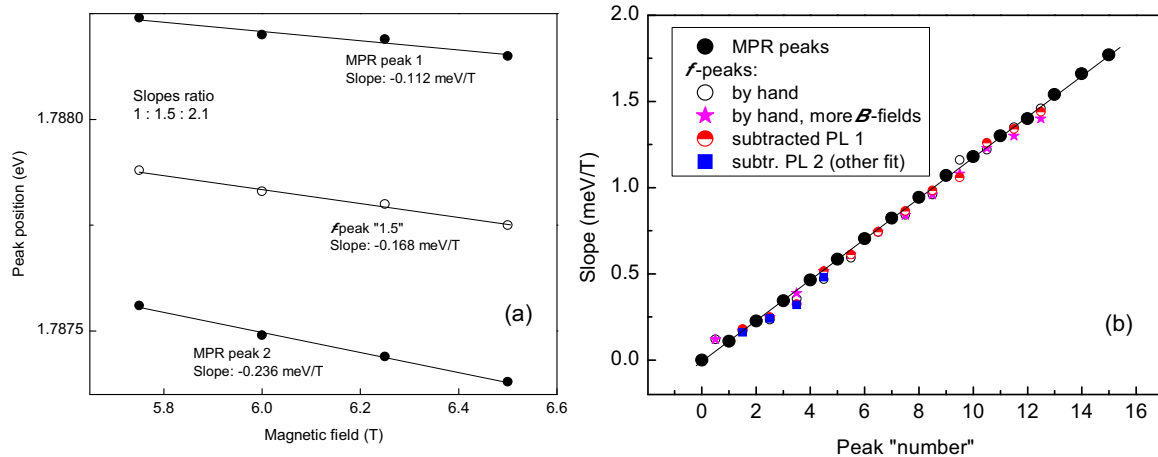 MPR peak 1
Slope: -0.112 meV/T
Slopes ratio
1 : 1.5 : 2.1
1.7880
f-peak "1.5"
Slope: -0.168 meV/T
1.7875
(a)
MPR peak 2
Slope: -0.236 meV/T
5.8 6.0 6.2 6.4 6.6
Magnetic field (T)
Peak position (eV)
2.0
MPR peaks
f-peaks:
by hand
by hand, more B-fields
subtracted PL 1
subtr. PL 2 (other fit)
1.5
1.0
0.5
0.0
(b)
Slope (meV/T)
0 2 4 6 8 10 12 14 16
Peak "number"